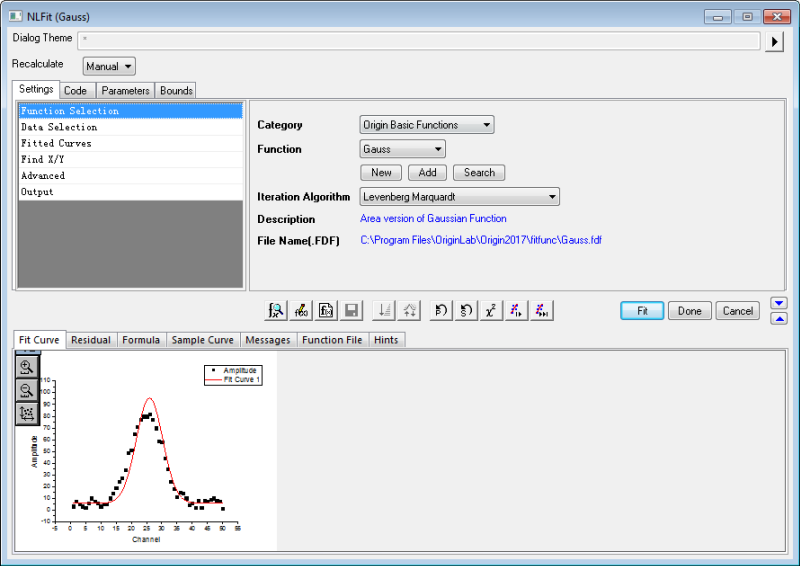 NLFit (Gauss)
Dialog Theme *
Recalculate Manual
Settings Code Parameters Bounds
Function Selection
Data Selection
Fitted Curves
Find X/Y
Advanced
Output
Category Origin Basic Functions
Function Gauss
New Add Search
Iteration Algorithm Levenberg Marquardt
Description Area version of Gaussian Function
File Name(.FDF) C:\Program Files\OriginLab\Origin2017\fitfunc\Gauss.fdf
Fit Done Cancel
Fit Curve Residual Formula Sample Curve Messages Function File Hints
Amplitude
Fit Curve 1
110
100
90
80
70
60
50
40
30
20
10
0
-10
Amplitude
-5 0 5 10 15 20 25 30 35 40 45 50 55
Channel